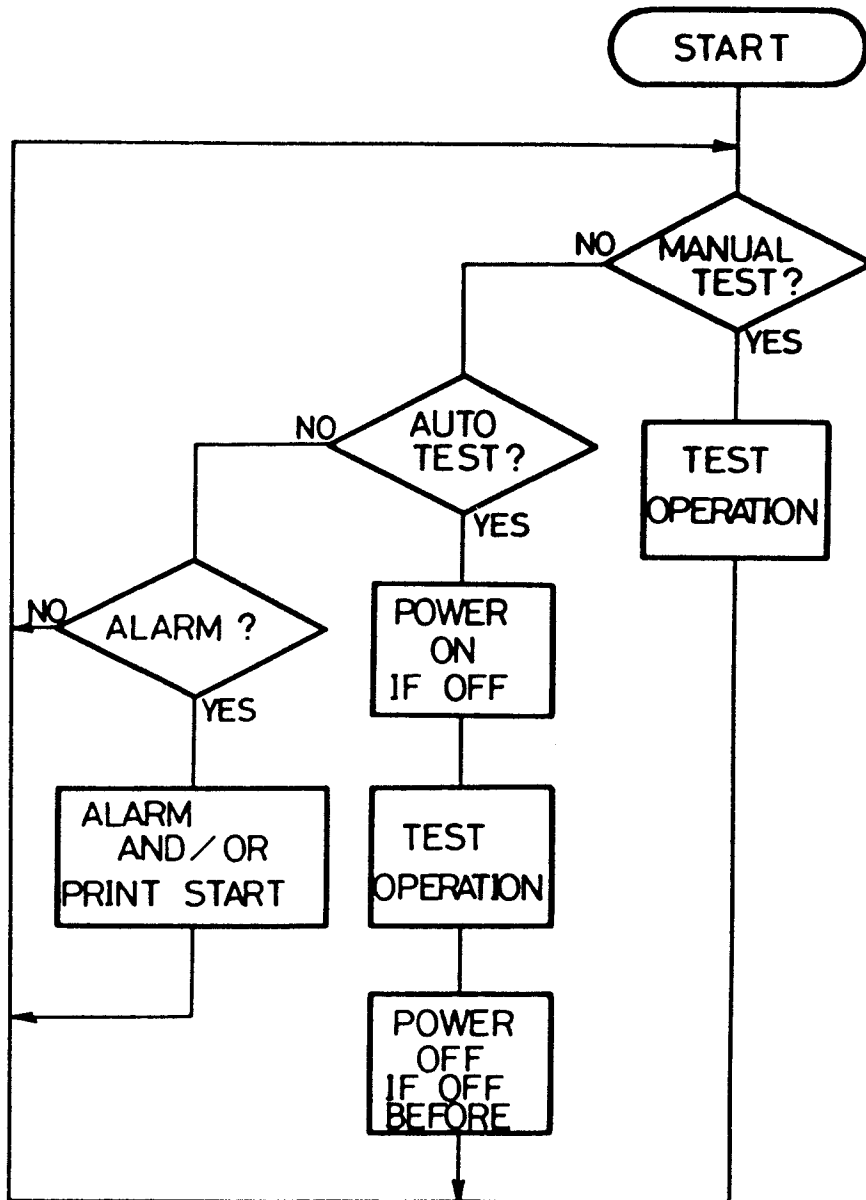 START
NO
MANUAL
TEST?
YES
TEST
OPERATION
NO
AUTO
TEST?
YES
POWER
ON
IF OFF
TEST
OPERATION
POWER
OFF
IF OFF
BEFORE
NO
ALARM ?
YES
ALARM
AND/OR
PRINT START